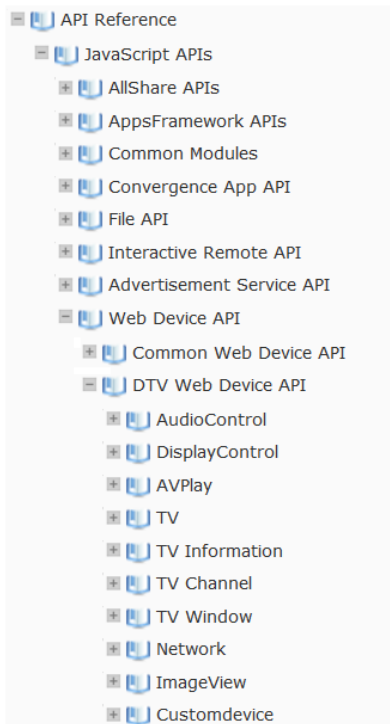 API Reference
JavaScript APIs
AllShare APIs
AppsFramework APIs
Common Modules
Convergence App API
File API
Interactive Remote API
Advertisement Service API
Web Device API
Common Web Device API
DTV Web Device API
AudioControl
DisplayControl
AVPlay
TV
TV Information
TV Channel
TV Window
Network
ImageView
Customdevice